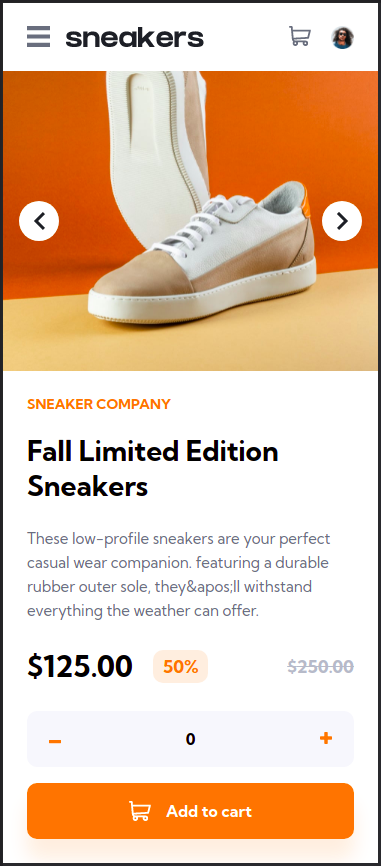 sneakers
SNEAKER COMPANY
Fall Limited Edition
Sneakers
These low-profile sneakers are your perfect
casual wear companion. featuring a durable
rubber outer sole, they&apos;ll withstand
everything the weather can offer.
$125.00 50% $250.00
– 0 +
Add to cart